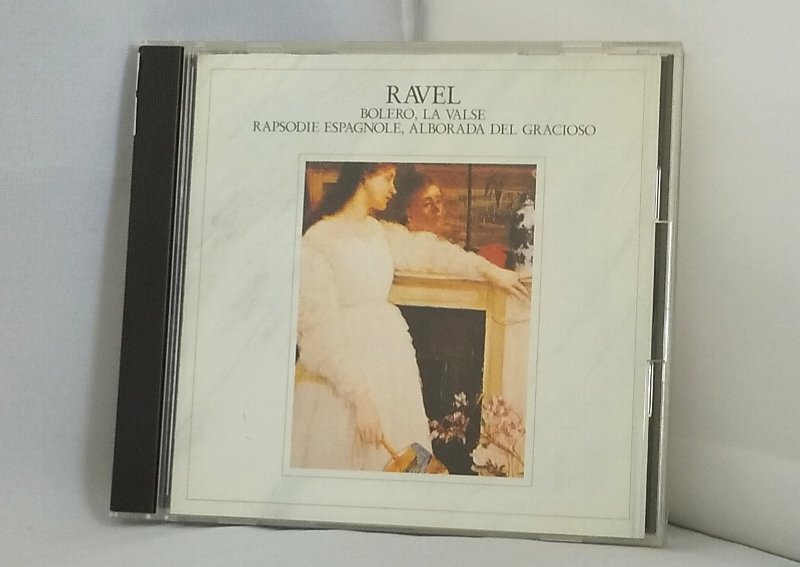 RAVEL
BOLERO, LA VALSE
RAPSODIE ESPAGNOLE, ALBORADA DEL GRACIOSO